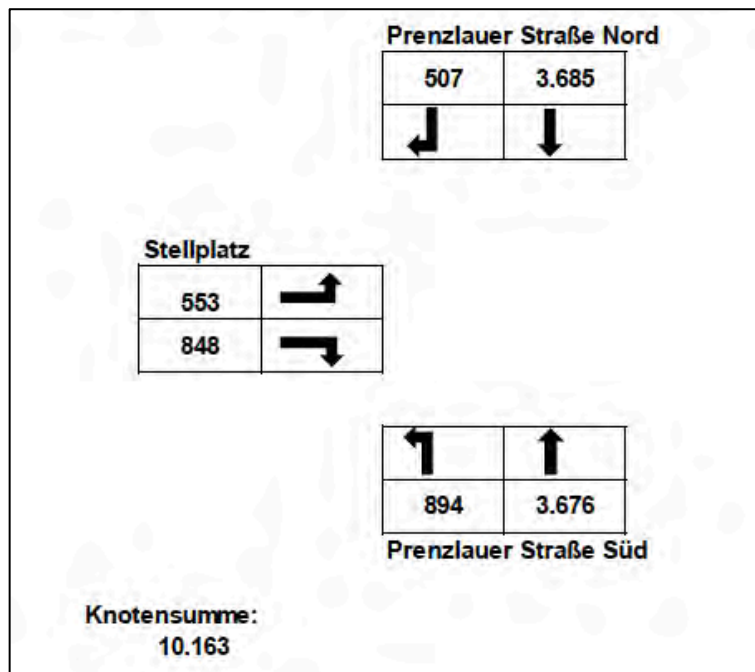 Prenzlauer Straße Nord
507 3.685
Stellplatz
553
848
894 3.676
Prenzlauer Straße Süd
Knotensumme:
10.163